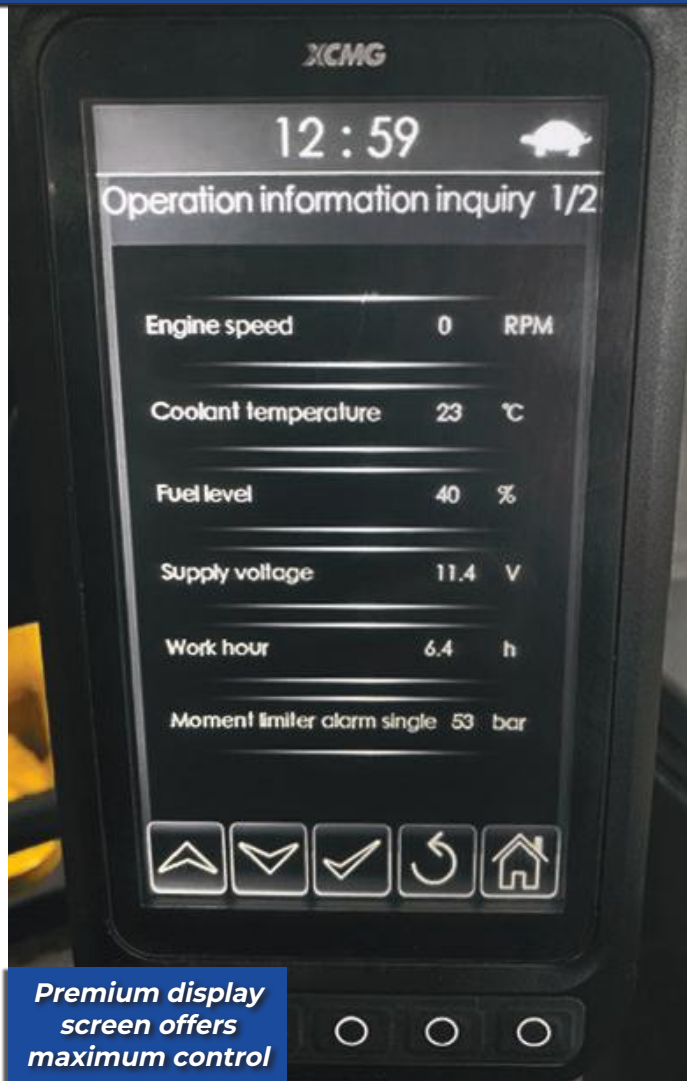 XCMG
12 : 59
Operation information inquiry 1/2
Engine speed 0 RPM
Coolant temperature 23 ℃
Fuel level 40 %
Supply voltage 11.4 V
Work hour 6.4 h
Moment limiter alarm single 53 bar
Premium display
screen offers
maximum control